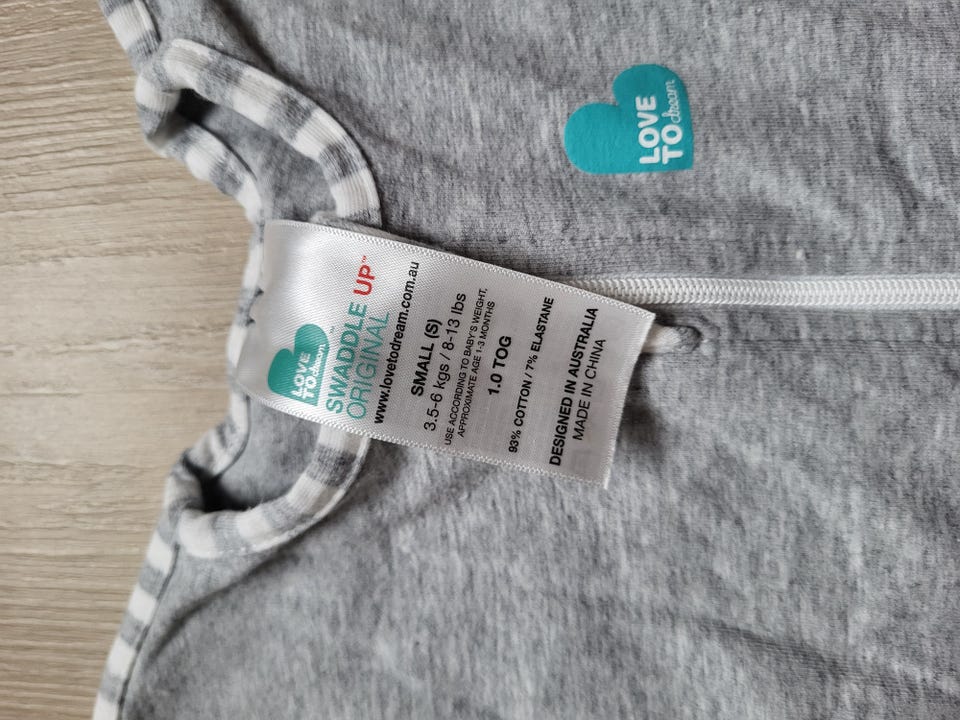 LOVE
TO dream
LOVE
TO dream™
SWADDLE UP™
ORIGINAL
www.lovetodream.com.au
SMALL (S)
3.5-6 kgs / 8-13 lbs
USE ACCORDING TO BABY'S WEIGHT,
APPROXIMATE AGE 1-3 MONTHS
1.0 TOG
93% COTTON / 7% ELASTANE
DESIGNED IN AUSTRALIA
MADE IN CHINA